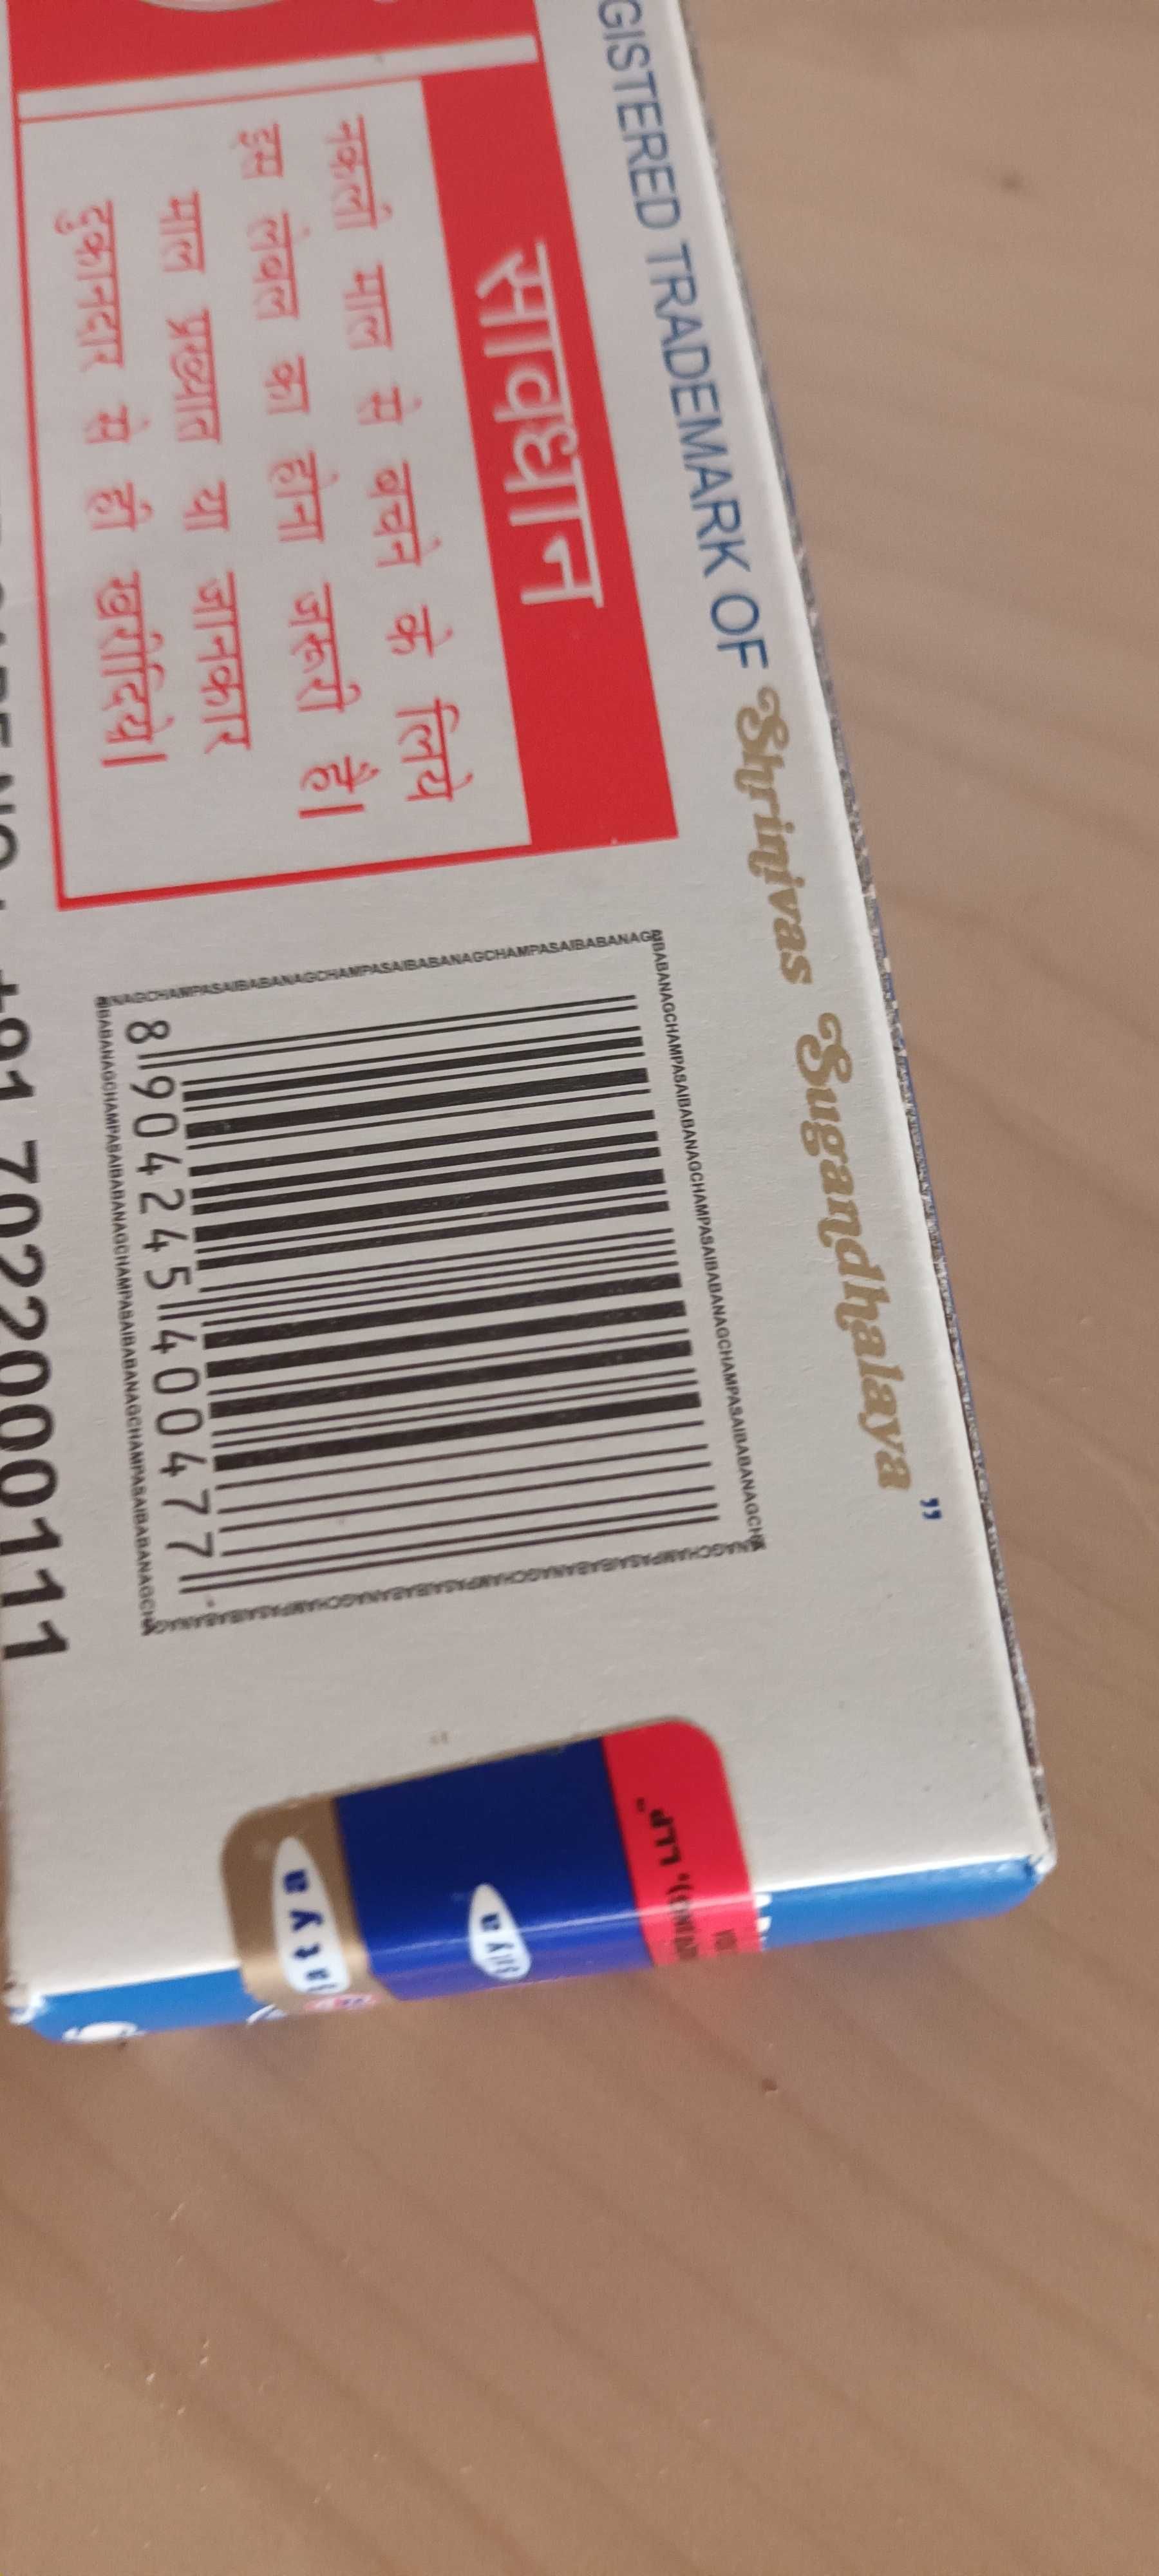 GISTERED TRADEMARK OF Shrinivas Sugandhalaya”
सावधान
नकली माल से बचने के लिये
इस लेबल का होना जरूरी है।
माल प्रख्यात या जानकार
दुकानदार से ही खरीदिये।
8 904245 400477
+91 7022000111